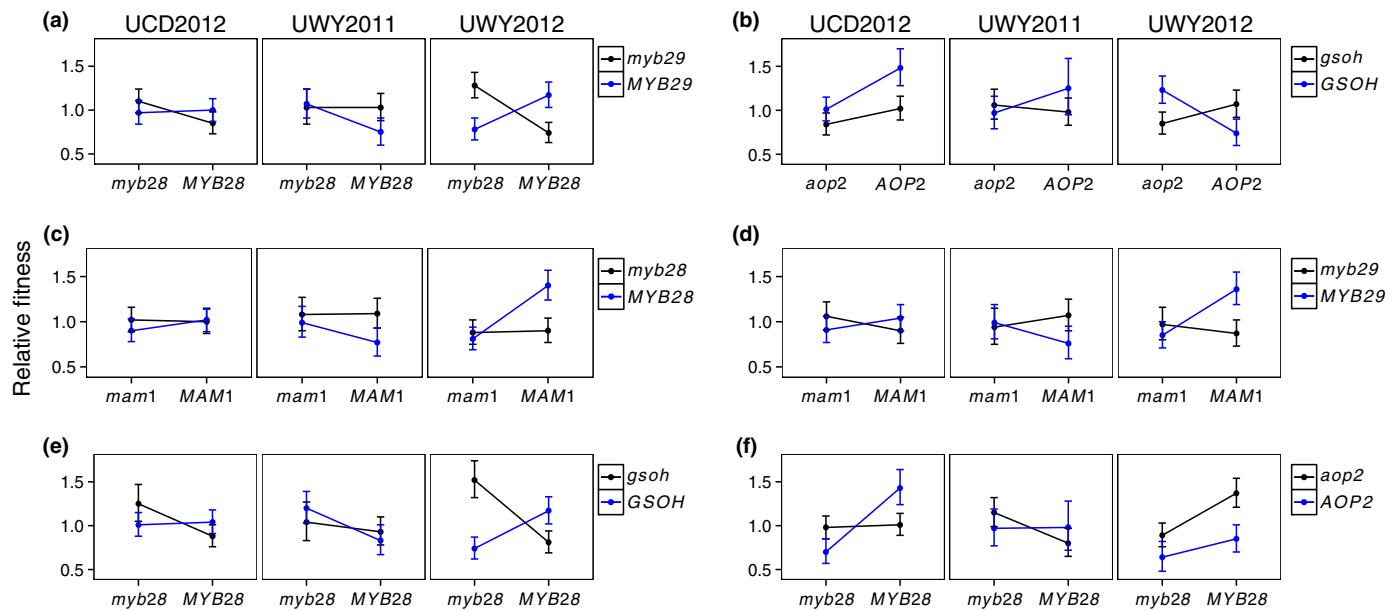 (a) UCD2012 UWY2011 UWY2012
1.5
1.0
0.5
myb29
MYB29
myb28 MYB28 myb28 MYB28 myb28 MYB28
(b) UCD2012 UWY2011 UWY2012
1.5
1.0
0.5
gsoh
GSOH
aop2 AOP2 aop2 AOP2 aop2 AOP2
Relative fitness
(c)
1.5
1.0
0.5
myb28
MYB28
mam1 MAM1 mam1 MAM1 mam1 MAM1
(d)
1.5
1.0
0.5
myb29
MYB29
mam1 MAM1 mam1 MAM1 mam1 MAM1
(e)
1.5
1.0
0.5
gsoh
GSOH
myb28 MYB28 myb28 MYB28 myb28 MYB28
(f)
1.5
1.0
0.5
aop2
AOP2
myb28 MYB28 myb28 MYB28 myb28 MYB28